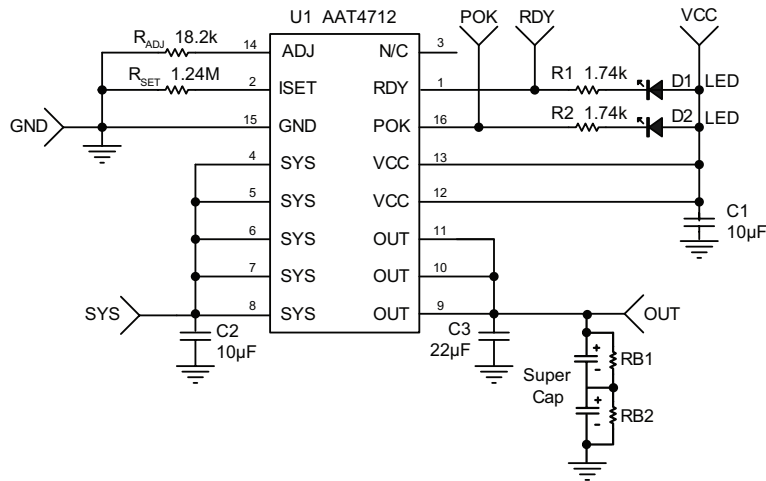 U1 AAT4712
POK
RDY
VCC
R_ADJ 18.2k
14
ADJ
N/C
3
R_SET 1.24M
2
ISET
RDY
1
R1 1.74k
D1
LED
GND
15
GND
POK
16
R2 1.74k
D2
LED
4
SYS
VCC
13
5
SYS
VCC
12
C1
10µF
6
SYS
OUT
11
7
SYS
OUT
10
SYS
8
SYS
OUT
9
OUT
C2
10µF
C3
22µF
+
-
RB1
Super
Cap
+
-
RB2